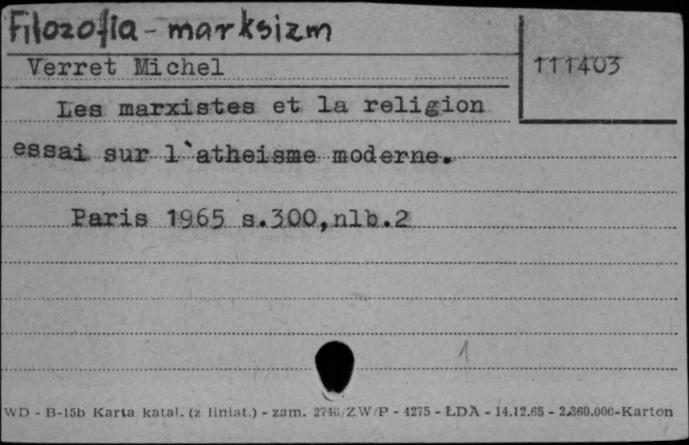 Filozofia - marksizm
Verret Michel
111403
Les marxistes et la religion
essai sur l`atheisme moderne.
Paris 1965 s.300,nlb.2
1
WD - B-15b Karta katal. (z liniat.) - zam. 2740/ZW/P - 4275 - ŁDA - 14.12.65 - 2.360.000-Karton